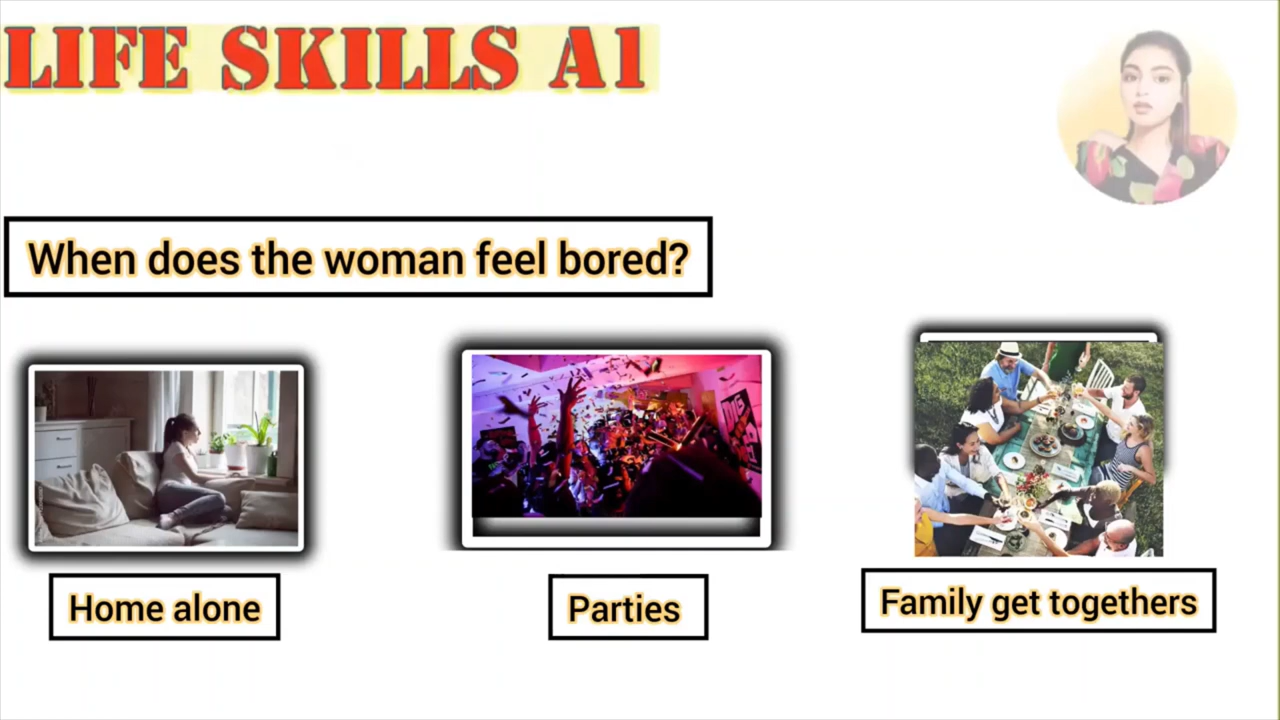 LIFE SKILLS A1
When does the woman feel bored?
Home alone
Parties
Family get togethers